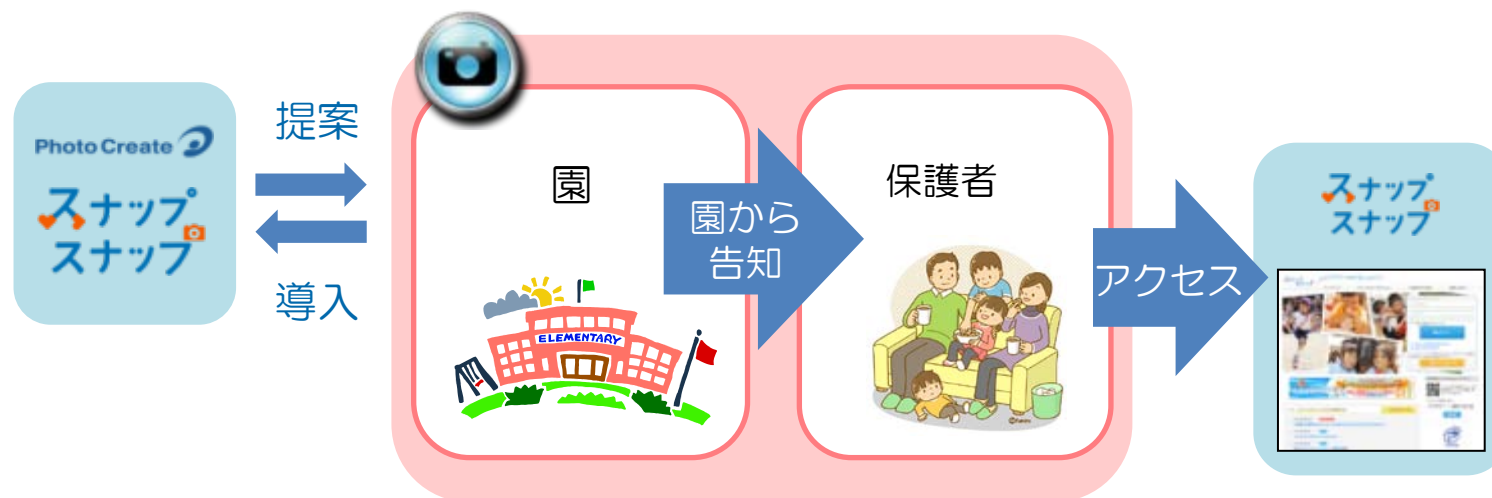 Photo Create
スナップ
スナップ
提案
導入
園
ELEMENTARY
園から
告知
保護者
アクセス
スナップ
スナップ